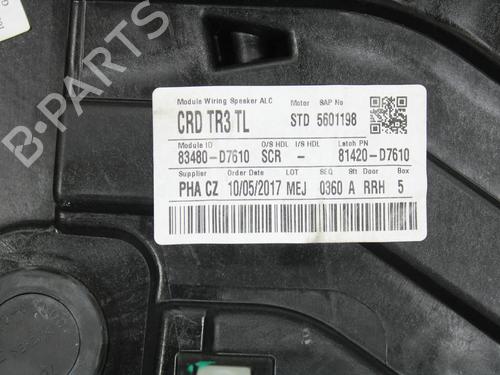 Module Wiring Speaker ALC Motor SAP No
CRD TR3 TL STD 5601198
Module ID O/S HDL I/S HDL Latch PN
83480-D7610 SCR - 81420-D7610
Supplier Order Date LOT SEQ Sft Door Box
PHA CZ 10/05/2017 MEJ 0360 A RRH 5
B-PARTS